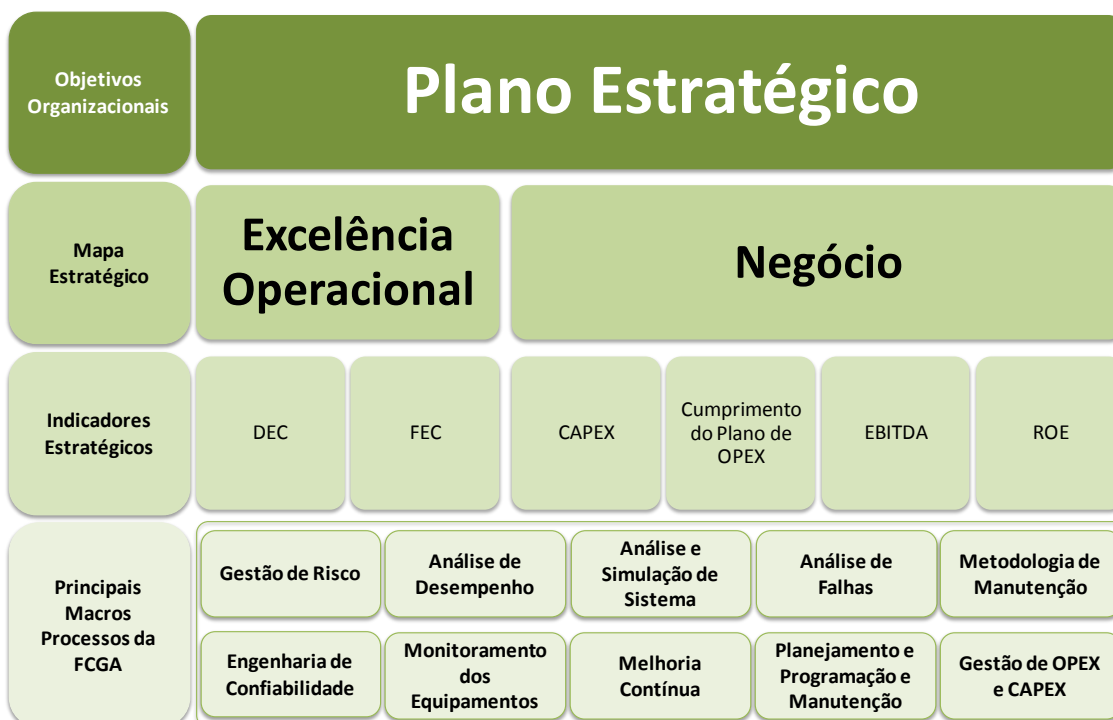 Objetivos
Organizacionais
Plano Estratégico
Mapa
Estratégico
Excelência
Operacional
Negócio
Indicadores
Estratégicos
DEC
FEC
CAPEX
Cumprimento
do Plano de
OPEX
EBITDA
ROE
Principais
Macros
Processos da
FCGA
Gestão de Risco
Análise de
Desempenho
Análise e
Simulação de
Sistema
Análise de
Falhas
Metodologia de
Manutenção
Engenharia de
Confiabilidade
Monitoramento
dos
Equipamentos
Melhoria
Contínua
Planejamento e
Programação e
Manutenção
Gestão de OPEX
e CAPEX